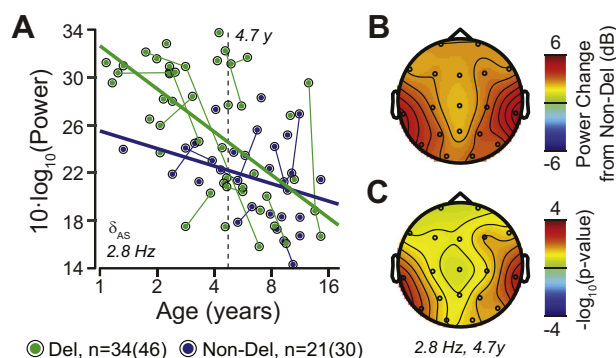 A
4.7 y
10·log10(Power)
34
30
26
22
18
14
δAS
2.8 Hz
1
2
4
8
16
Age (years)
Del, n=34(46)
Non-Del, n=21(30)
B
6
-6
Power Change
from Non-Del (dB)
C
4
-4
-log10(p-value)
2.8 Hz, 4.7y